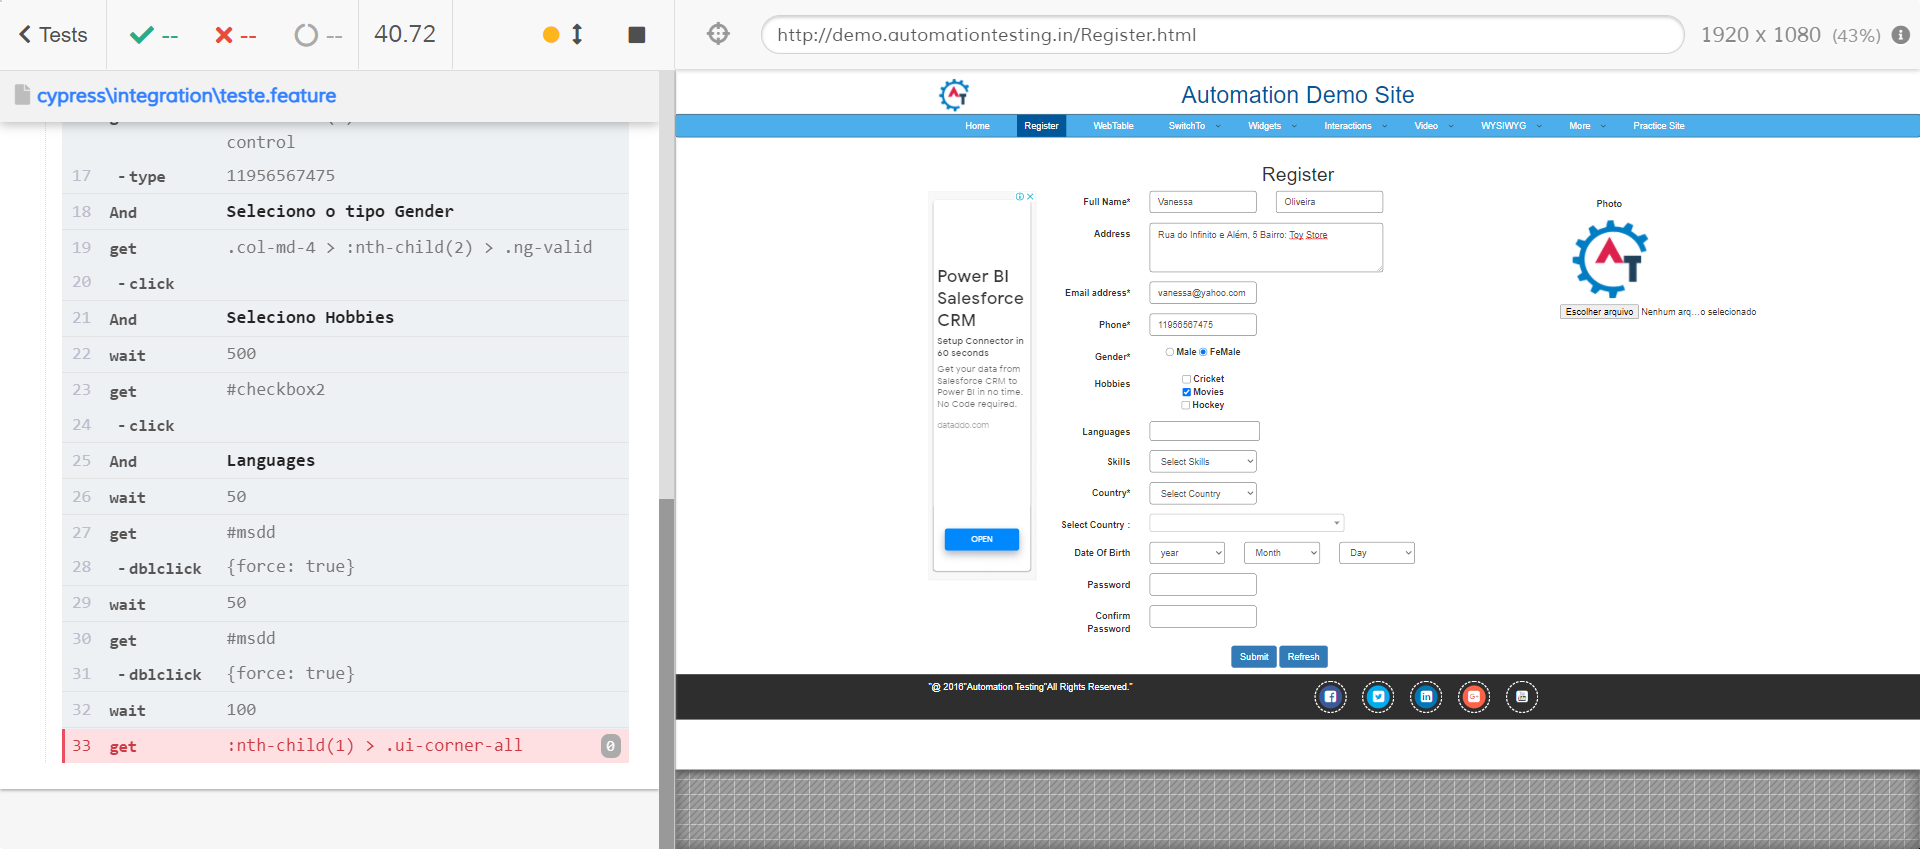 Tests
--
--
--
40.72
http://demo.automationtesting.in/Register.html
1920 x 1080 (43%)
cypress\integration\teste.feature
control
17 - type 11956567475
18 And Seleciono o tipo Gender
19 get .col-md-4 > :nth-child(2) > .ng-valid
20 - click
21 And Seleciono Hobbies
22 wait 500
23 get #checkbox2
24 - click
25 And Languages
26 wait 50
27 get #msdd
28 - dblclick {force: true}
29 wait 50
30 get #msdd
31 - dblclick {force: true}
32 wait 100
33 get :nth-child(1) > .ui-corner-all 0
Automation Demo Site
Home Register WebTable SwitchTo Widgets Interactions Video WYSIWYG More Practice Site
Register
Full Name* Vanessa Oliveira
Address Rua do Infinito e Além, 5 Bairro: Toy Store
Email address* vanessa@yahoo.com
Phone* 11956567475
Gender* Male FeMale
Hobbies Cricket
Movies
Hockey
Languages
Skills Select Skills
Country* Select Country
Select Country :
Date Of Birth year Month Day
Password
Confirm
Password
Submit Refresh
Photo
AT
Escolher arquivo Nenhum arq...o selecionado
Power BI
Salesforce
CRM
Setup Connector in
60 seconds
Get your data from
Salesforce CRM to
Power BI in no time.
No Code required.
dataddo.com
OPEN
"@ 2016"Automation Testing"All Rights Reserved."